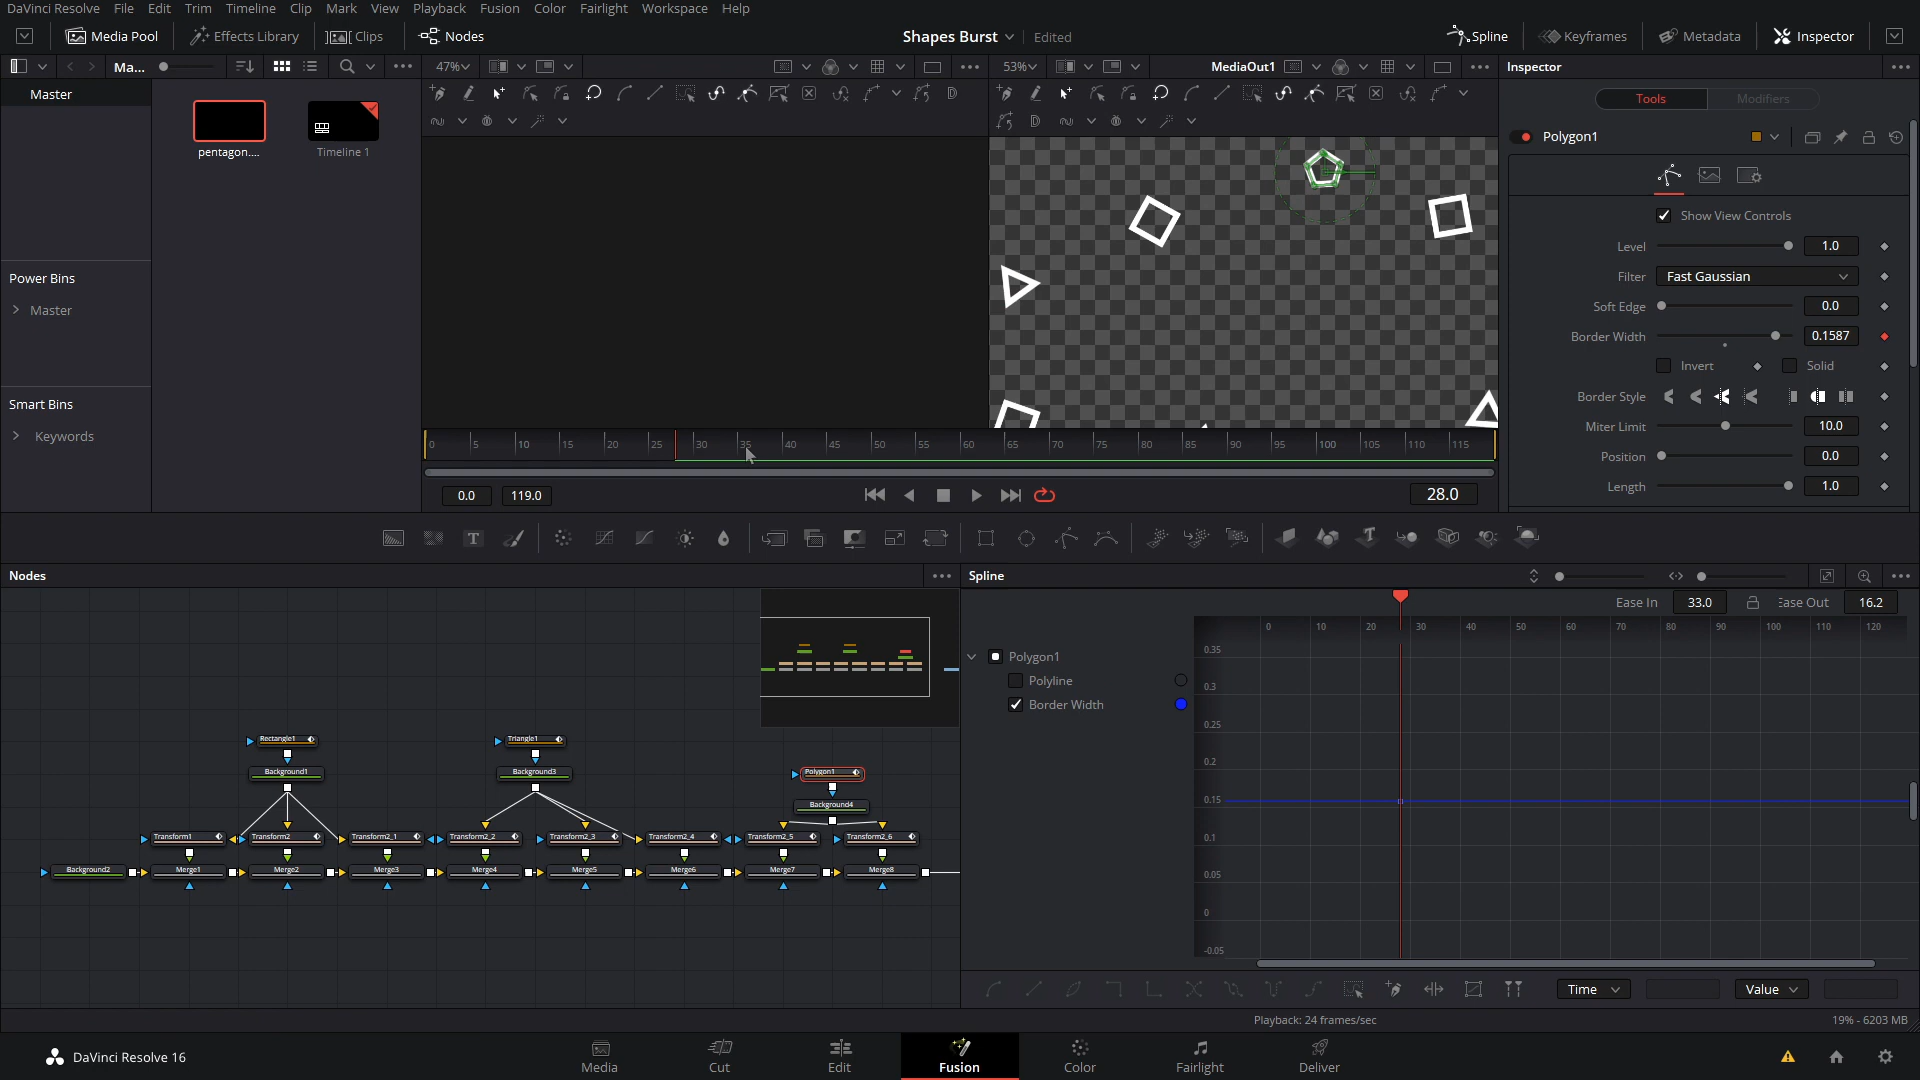 DaVinci Resolve File Edit Trim Timeline Clip Mark View Playback Fusion Color Fairlight Workspace Help
Media Pool Effects Library Clips Nodes Shapes Burst Edited Spline Keyframes Metadata Inspector
Ma... 47% 53% MediaOut1 Inspector
Master
Tools Modifiers
Polygon1
pentagon.... Timeline 1
Show View Controls
Level 1.0
Power Bins
Filter Fast Gaussian
Master
Soft Edge 0.0
Border Width 0.1587
Invert Solid
Smart Bins
Border Style
Keywords
Miter Limit 10.0
0 5 10 15 20 25 30 35 40 45 50 55 60 65 70 75 80 85 90 95 100 105 110 115
Position 0.0
Length 1.0
0.0 119.0 28.0
T T
Nodes Spline
Ease In 33.0 Ease Out 16.2
0 10 20 30 40 50 60 70 80 90 100 110 120
Polygon1
Polyline
Border Width
0.35
0.3
0.25
0.2
0.15
0.1
0.05
0
-0.05
Rectangle1 Triangle1
Background1 Background3 Polygon1
Background4
Transform1 Transform2 Transform2_1 Transform2_2 Transform2_3 Transform2_4 Transform2_5 Transform2_6
Background2 Merge1 Merge2 Merge3 Merge4 Merge5 Merge6 Merge7 Merge8
Time Value
Playback: 24 frames/sec 19% - 6203 MB
DaVinci Resolve 16 Media Cut Edit Fusion Color Fairlight Deliver